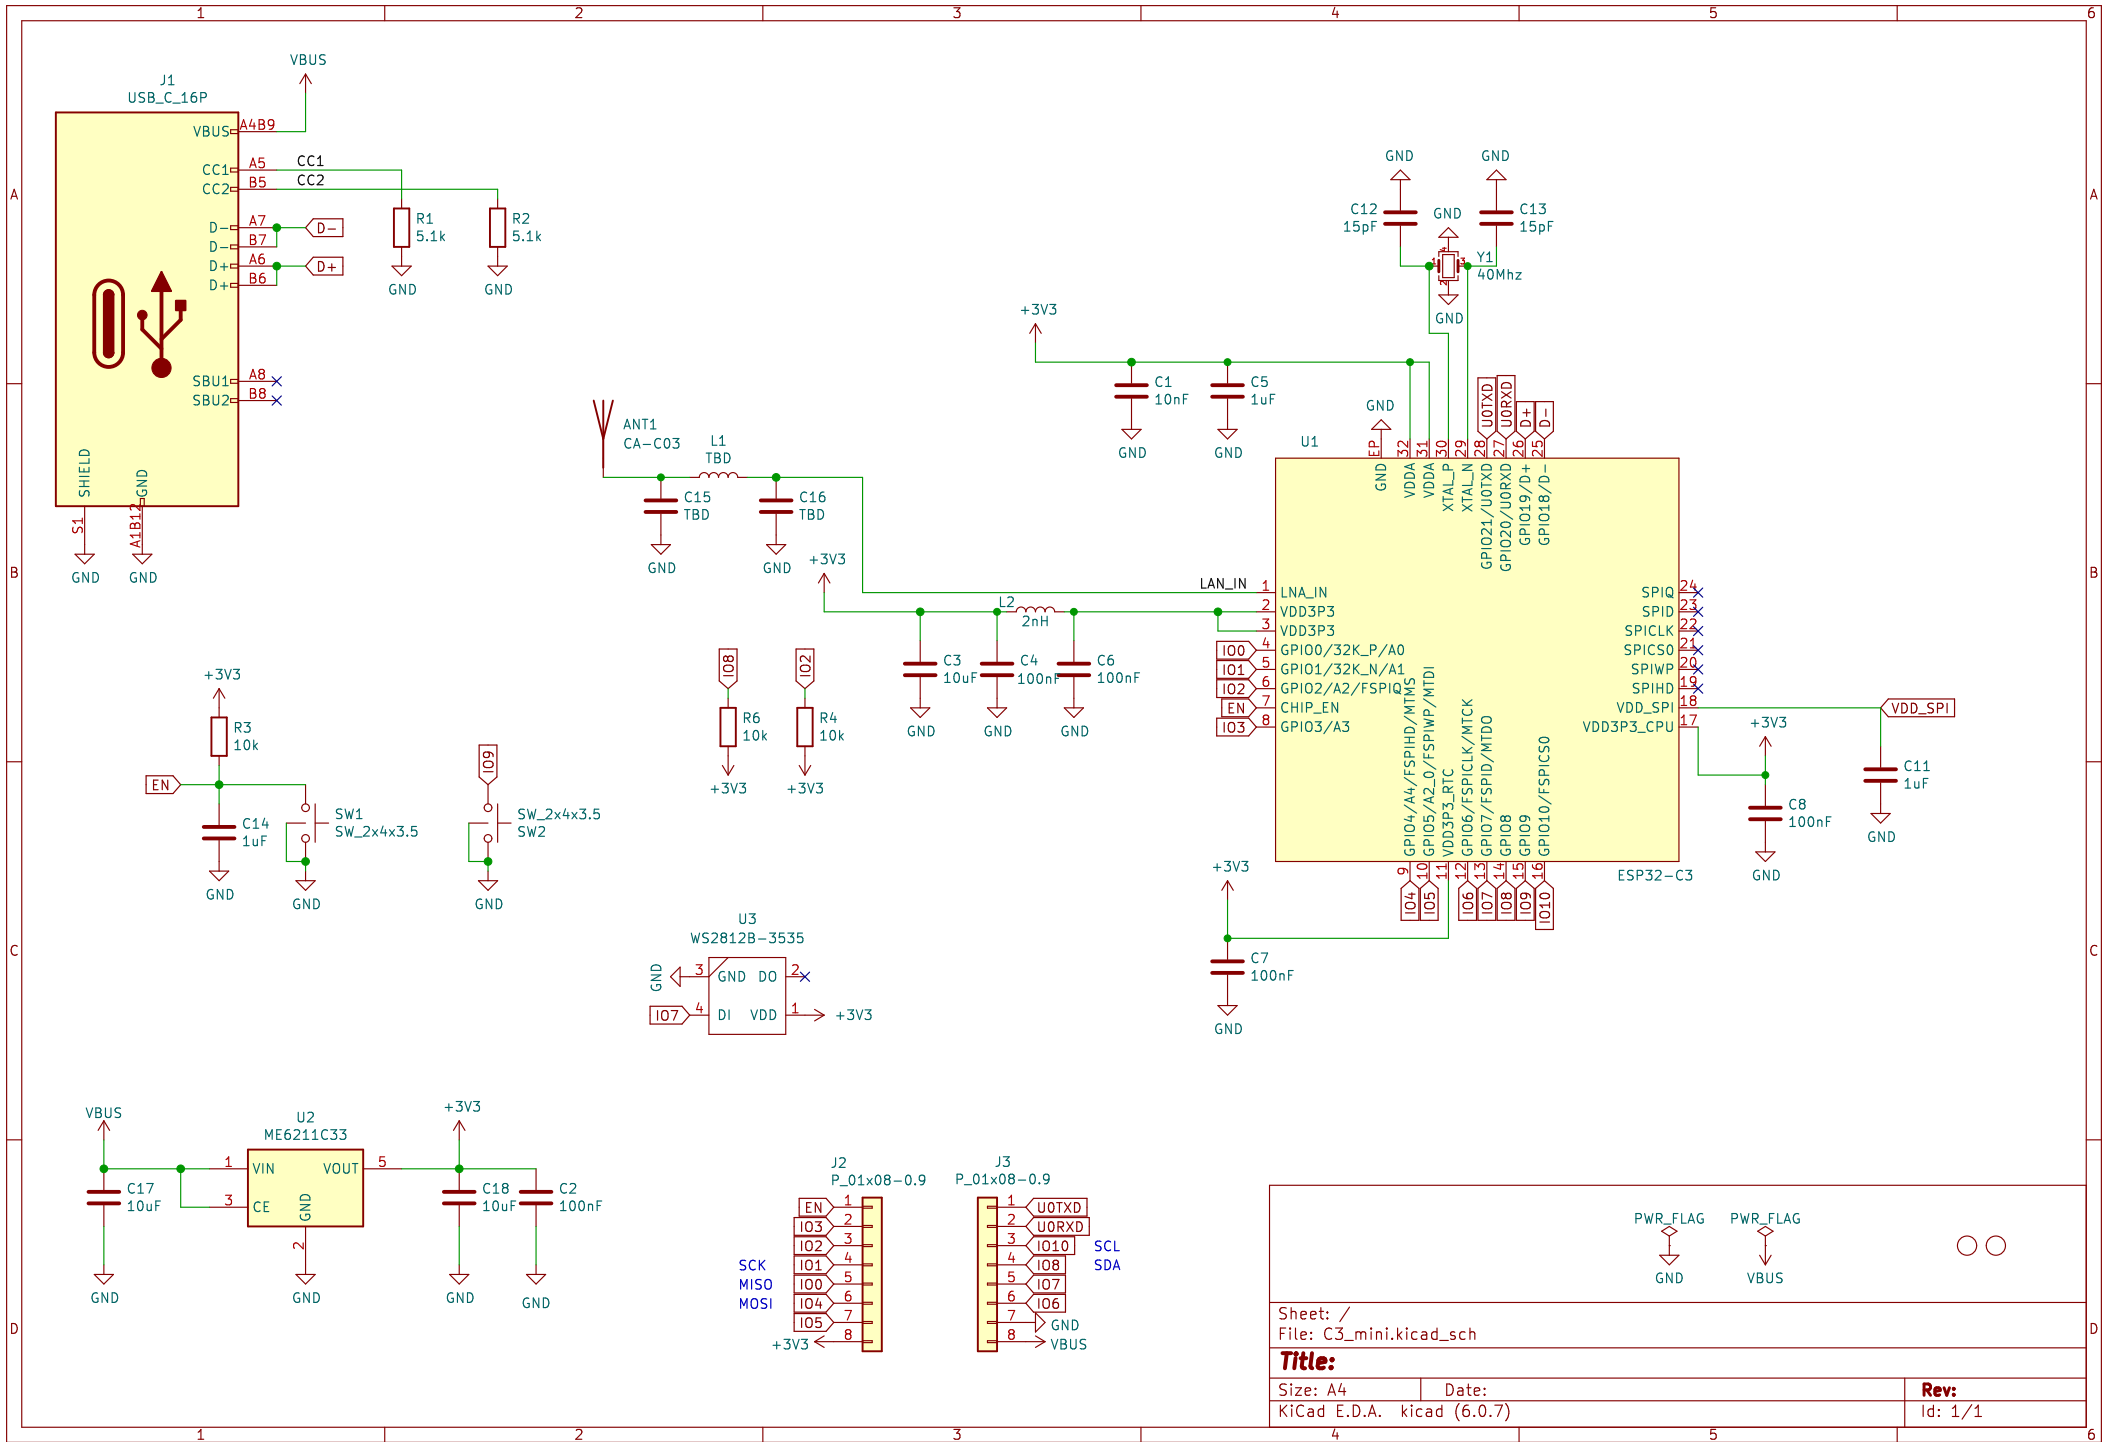 1 2 3 4 5 6
A
B
C
D
A
B
C
D
1 2 3 4 5 6
J1
USB_C_16P
VBUS
VBUS A4B9
CC1 A5 CC1
CC2 B5 CC2
D- A7 D-
D- B7
D+ A6 D+
D+ B6
SBU1 A8
SBU2 B8
SHIELD S1
GND A1B12
GND
GND
R1
5.1k
GND
R2
5.1k
GND
ANT1
CA-C03
L1
TBD
C15
TBD
GND
C16
TBD
GND
+3V3
C1
10nF
GND
C5
1uF
GND
GND
C12
15pF
GND
GND
C13
15pF
Y1
40Mhz
1
2
3
4
GND
+3V3
L2
2nH
C3
10uF
GND
C4
100nF
GND
C6
100nF
GND
LAN_IN
U1
ESP32-C3
GND
EP GND
32 VDDA
31 VDDA
30 XTAL_P
29 XTAL_N
U0TXD 28 GPIO21/U0TXD
U0RXD 27 GPIO20/U0RXD
D+ 26 GPIO19/D+
D- 25 GPIO18/D-
1 LNA_IN
2 VDD3P3
3 VDD3P3
IO0 4 GPIO0/32K_P/A0
IO1 5 GPIO1/32K_N/A1
IO2 6 GPIO2/A2/FSPIQ
EN 7 CHIP_EN
IO3 8 GPIO3/A3
GPIO4/A4/FSPIHD/MTMS 9 IO4
GPIO5/A2_0/FSPIWP/MTDI 10 IO5
VDD3P3_RTC 11
GPIO6/FSPICLK/MTCK 12 IO6
GPIO7/FSPID/MTDO 13 IO7
GPIO8 14 IO8
GPIO9 15 IO9
GPIO10/FSPICS0 16 IO10
SPIQ 24
SPID 23
SPICLK 22
SPICS0 21
SPIWP 20
SPIHD 19
VDD_SPI 18 VDD_SPI
VDD3P3_CPU 17
+3V3
C8
100nF
GND
C11
1uF
GND
+3V3
C7
100nF
GND
+3V3
R3
10k
EN
C14
1uF
GND
SW1
SW_2x4x3.5
GND
IO9
SW_2x4x3.5
SW2
GND
IO8
R6
10k
+3V3
IO2
R4
10k
+3V3
U3
WS2812B-3535
GND 3 GND DO 2
IO7 4 DI VDD 1 +3V3
VBUS
U2
ME6211C33
1 VIN VOUT 5
3 CE
GND
2
GND
C17
10uF
GND
+3V3
C18
10uF
GND
C2
100nF
GND
J2
P_01x08-0.9
EN 1
IO3 2
IO2 3
SCK IO1 4
MISO IO0 5
MOSI IO4 6
IO5 7
+3V3 8
J3
P_01x08-0.9
1 U0TXD
2 U0RXD
3 IO10 SCL
4 IO8 SDA
5 IO7
6 IO6
7 GND
8 VBUS
PWR_FLAG
GND
PWR_FLAG
VBUS
Sheet: /
File: C3_mini.kicad_sch
Title:
Size: A4 Date: Rev:
KiCad E.D.A. kicad (6.0.7) Id: 1/1